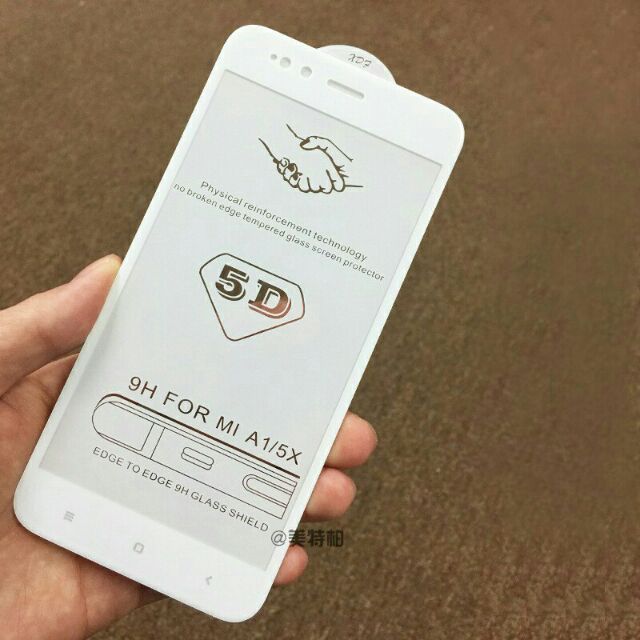 XDZ
Physical reinforcement technology
no broken edge tempered glass screen protector
5D
9H FOR MI A1/5X
EDGE TO EDGE 9H GLASS SHIELD
@美特柏